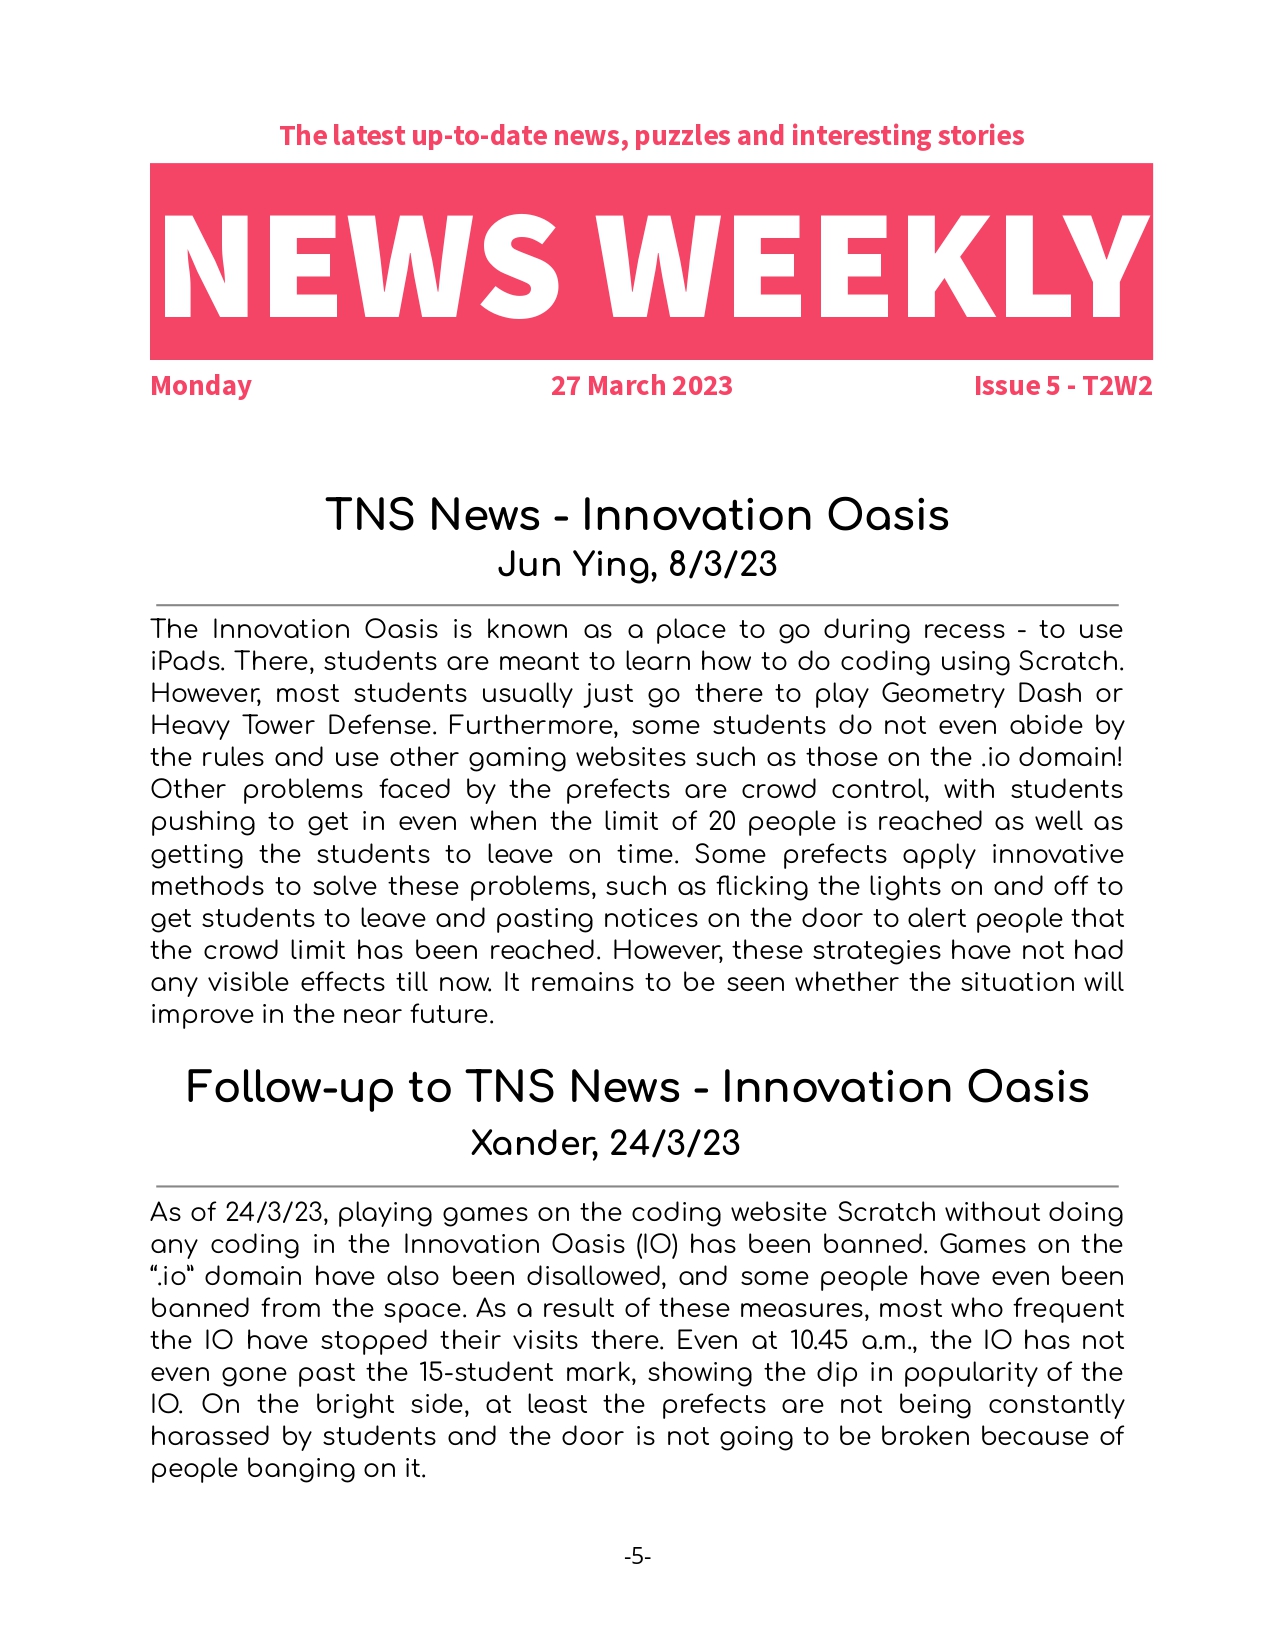 The latest up-to-date news, puzzles and interesting stories
NEWS WEEKLY
Monday 27 March 2023 Issue 5 - T2W2
TNS News - Innovation Oasis
Jun Ying, 8/3/23
The Innovation Oasis is known as a place to go during recess - to use
iPads. There, students are meant to learn how to do coding using Scratch.
However, most students usually just go there to play Geometry Dash or
Heavy Tower Defense. Furthermore, some students do not even abide by
the rules and use other gaming websites such as those on the .io domain!
Other problems faced by the prefects are crowd control, with students
pushing to get in even when the limit of 20 people is reached as well as
getting the students to leave on time. Some prefects apply innovative
methods to solve these problems, such as flicking the lights on and off to
get students to leave and pasting notices on the door to alert people that
the crowd limit has been reached. However, these strategies have not had
any visible effects till now. It remains to be seen whether the situation will
improve in the near future.
Follow-up to TNS News - Innovation Oasis
Xander, 24/3/23
As of 24/3/23, playing games on the coding website Scratch without doing
any coding in the Innovation Oasis (IO) has been banned. Games on the
“.io” domain have also been disallowed, and some people have even been
banned from the space. As a result of these measures, most who frequent
the IO have stopped their visits there. Even at 10.45 a.m., the IO has not
even gone past the 15-student mark, showing the dip in popularity of the
IO. On the bright side, at least the prefects are not being constantly
harassed by students and the door is not going to be broken because of
people banging on it.
-5-